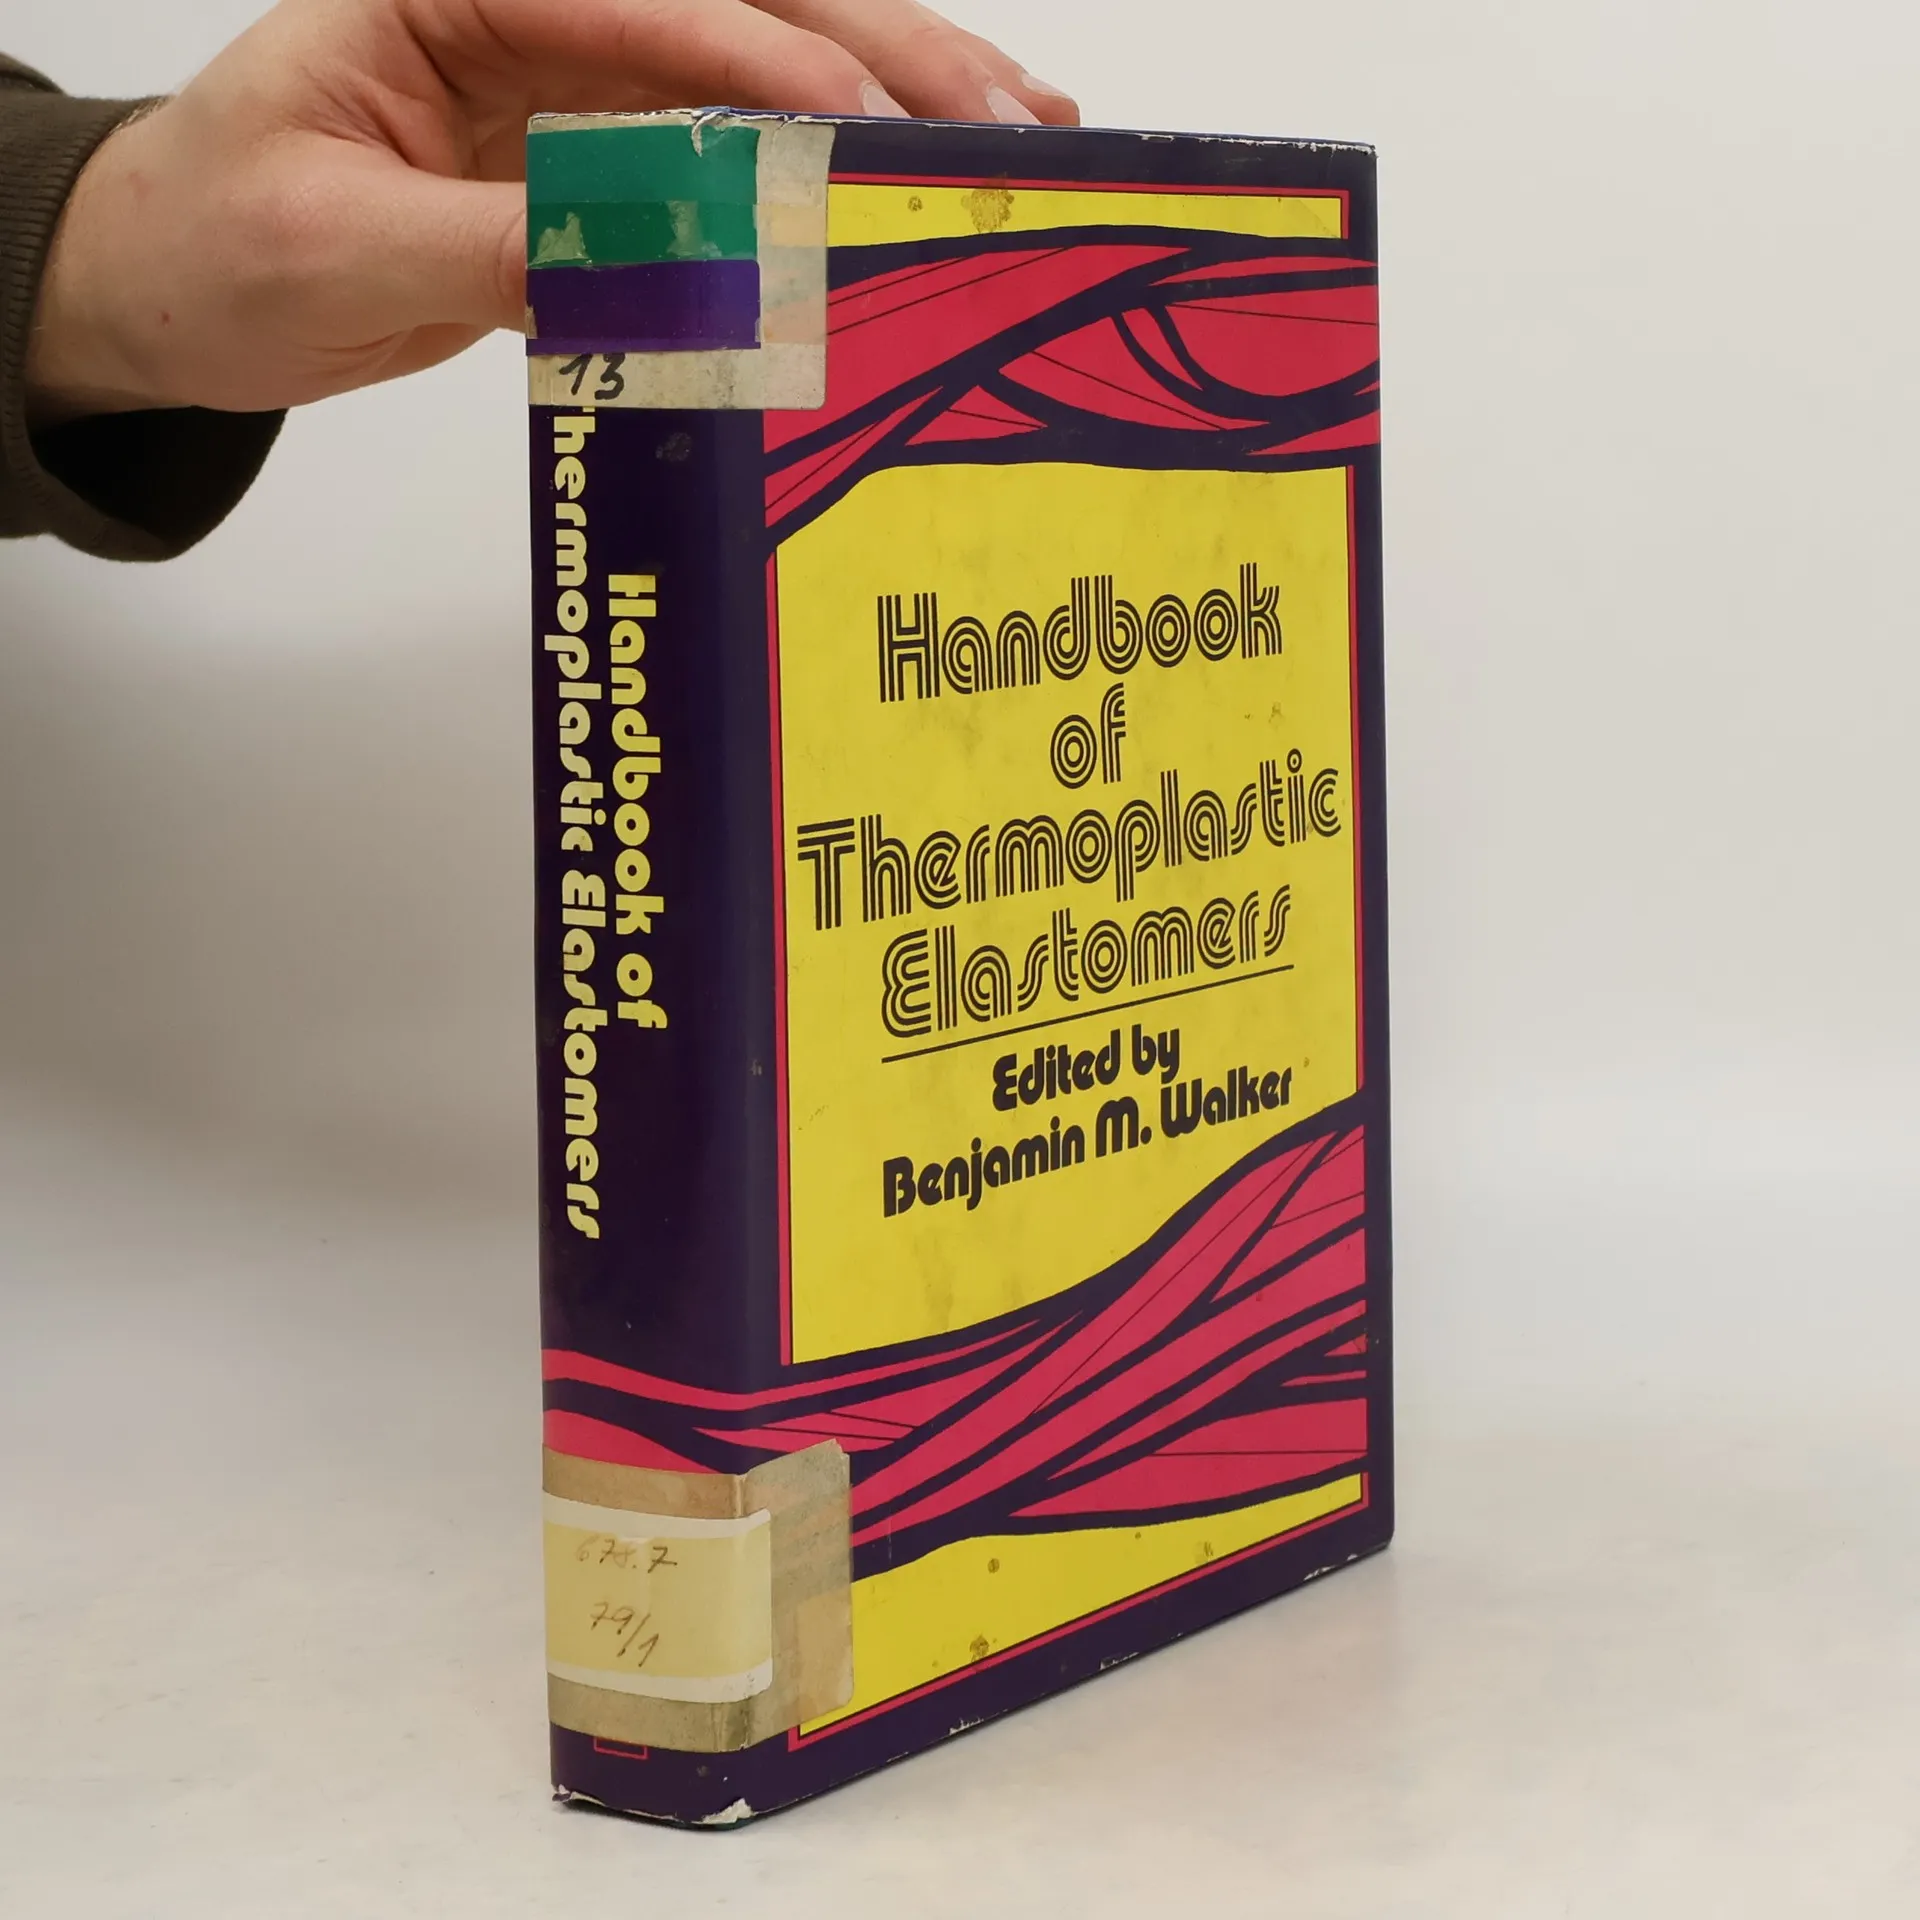 13
Handbook of
Thermoplastic Elastomers
678.7
79/1
Handbook
of
Thermoplastic
Elastomers
Edited by
Benjamin M. Walker